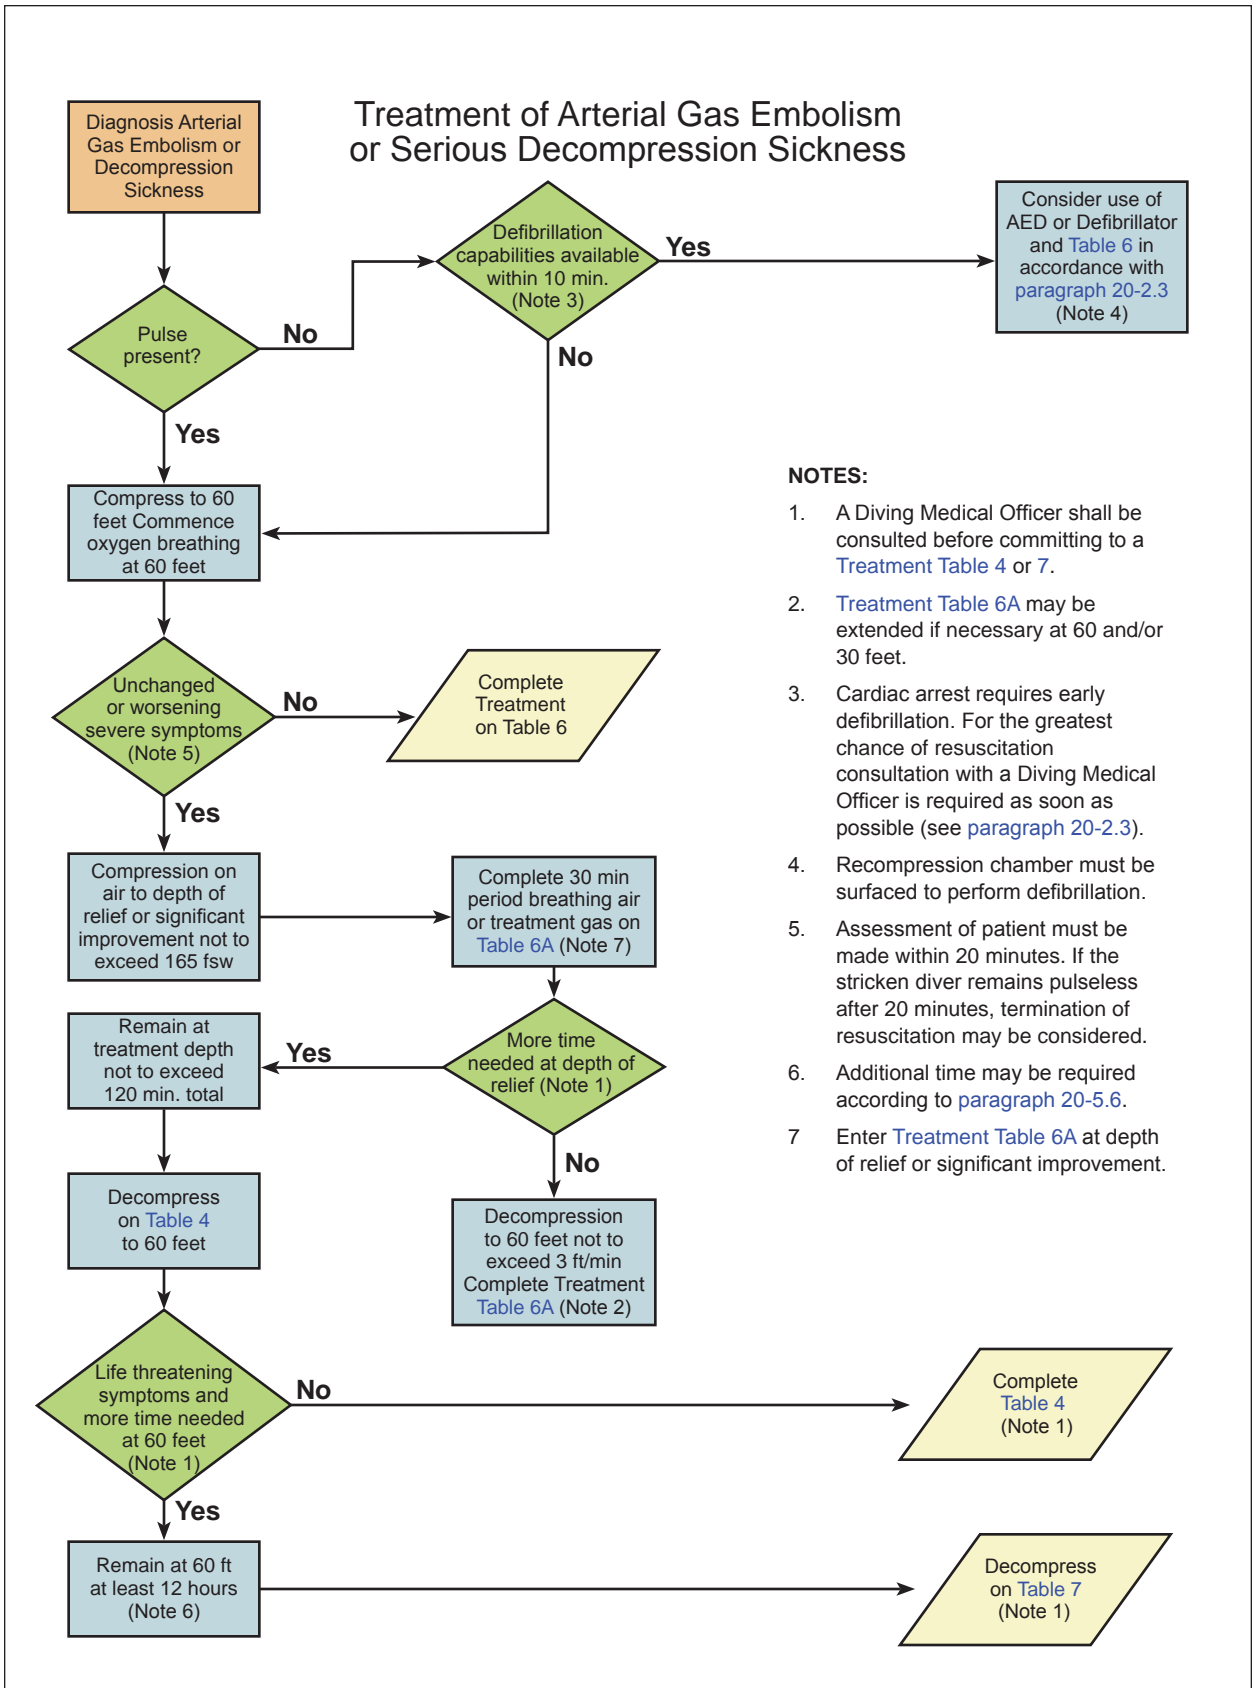 Treatment of Arterial Gas Embolism
or Serious Decompression Sickness
Diagnosis Arterial
Gas Embolism or
Decompression
Sickness
Pulse
present?
No
Yes
Defibrillation
capabilities available
within 10 min.
(Note 3)
Yes
No
Consider use of
AED or Defibrillator
and Table 6 in
accordance with
paragraph 20-2.3
(Note 4)
Compress to 60
feet Commence
oxygen breathing
at 60 feet
Unchanged
or worsening
severe symptoms
(Note 5)
No
Yes
Complete
Treatment
on Table 6
Compression on
air to depth of
relief or significant
improvement not to
exceed 165 fsw
Complete 30 min
period breathing air
or treatment gas on
Table 6A (Note 7)
More time
needed at depth of
relief (Note 1)
Yes
No
Remain at
treatment depth
not to exceed
120 min. total
Decompress
on Table 4
to 60 feet
Decompression
to 60 feet not to
exceed 3 ft/min
Complete Treatment
Table 6A (Note 2)
Life threatening
symptoms and
more time needed
at 60 feet
(Note 1)
No
Yes
Complete
Table 4
(Note 1)
Remain at 60 ft
at least 12 hours
(Note 6)
Decompress
on Table 7
(Note 1)
NOTES:
1. A Diving Medical Officer shall be
consulted before committing to a
Treatment Table 4 or 7.
2. Treatment Table 6A may be
extended if necessary at 60 and/or
30 feet.
3. Cardiac arrest requires early
defibrillation. For the greatest
chance of resuscitation
consultation with a Diving Medical
Officer is required as soon as
possible (see paragraph 20-2.3).
4. Recompression chamber must be
surfaced to perform defibrillation.
5. Assessment of patient must be
made within 20 minutes. If the
stricken diver remains pulseless
after 20 minutes, termination of
resuscitation may be considered.
6. Additional time may be required
according to paragraph 20-5.6.
7 Enter Treatment Table 6A at depth
of relief or significant improvement.